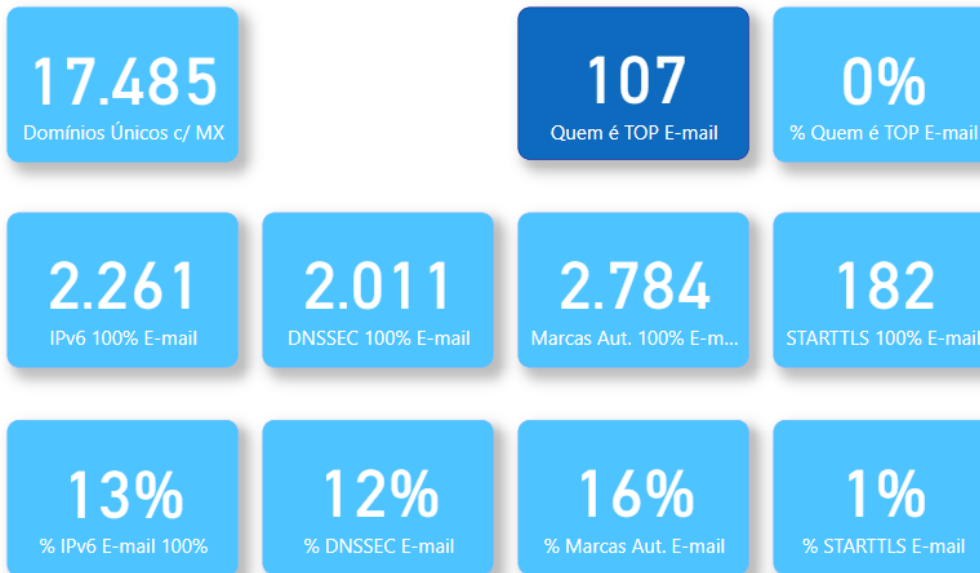 17.485
Domínios Únicos c/ MX
107
Quem é TOP E-mail
0%
% Quem é TOP E-mail
2.261
IPv6 100% E-mail
2.011
DNSSEC 100% E-mail
2.784
Marcas Aut. 100% E-m...
182
STARTTLS 100% E-mail
13%
% IPv6 E-mail 100%
12%
% DNSSEC E-mail
16%
% Marcas Aut. E-mail
1%
% STARTTLS E-mail